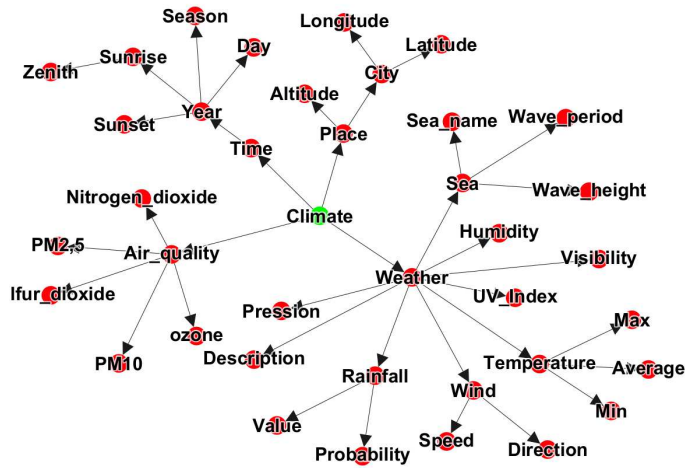 Season
Longitude
Day
Latitude
Sunrise
Zenith
City
Altitude
Year
Sunset
Place
Time
Sea_name
Wave_period
Sea
Wave_height
Nitrogen_dioxide
Climate
PM2,5
Air_quality
Humidity
Visibility
Weather
lfur_dioxide
UV_Index
Pression
Max
ozone
Description
PM10
Temperature
Average
Rainfall
Wind
Min
Value
Speed
Direction
Probability